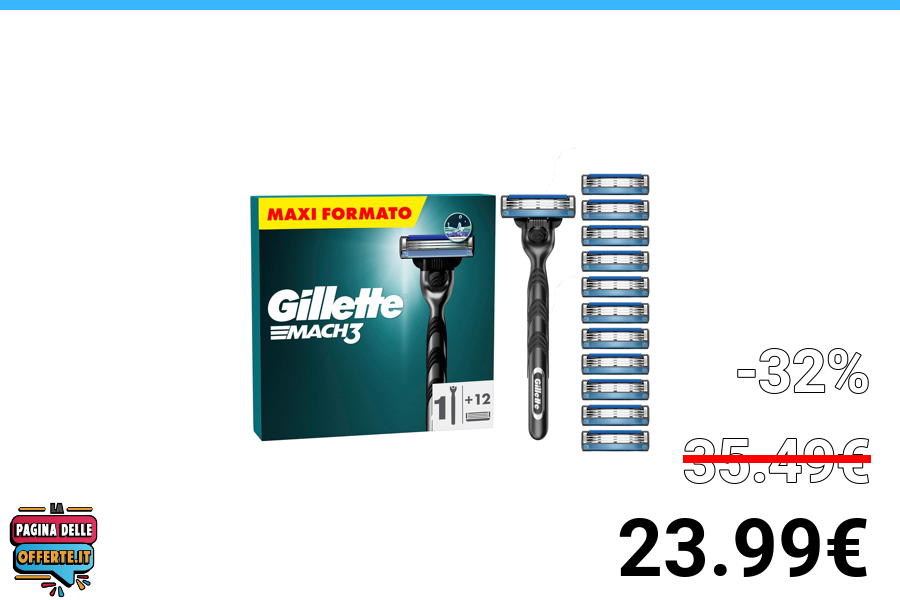 MAXI FORMATO
Gillette
MACH3
1 +12
Gillette
-32%
35.49€
23.99€
LA
PAGINA DELLE
OFFERTE.IT